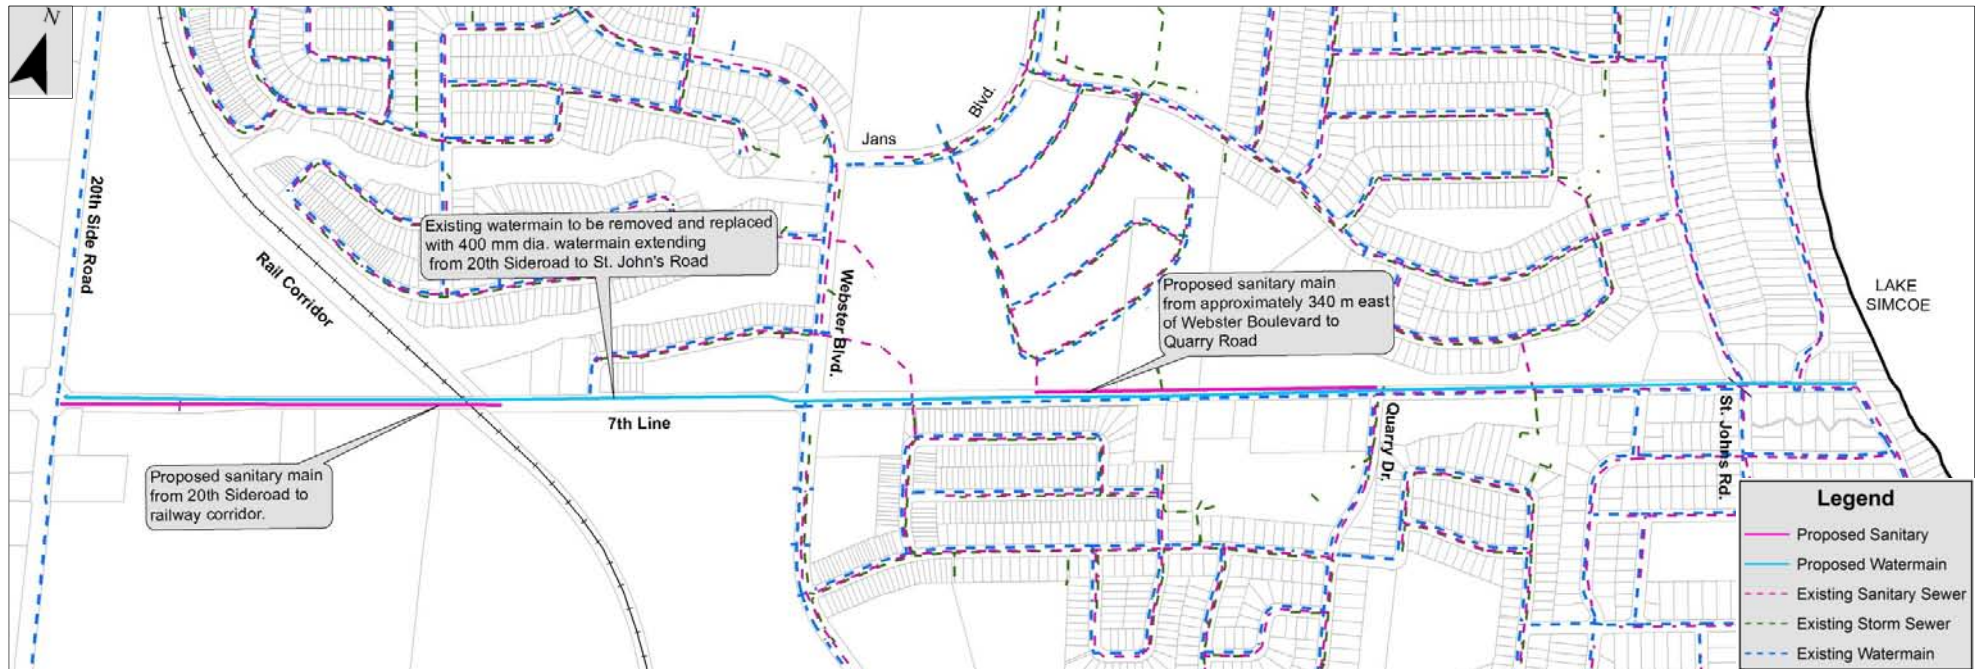 N
Jans
Blvd.
20th Side Road
Rail Corridor
Existing watermain to be removed and replaced
with 400 mm dia. watermain extending
from 20th Sideroad to St. John's Road
Webster Blvd.
Proposed sanitary main
from approximately 340 m east
of Webster Boulevard to
Quarry Road
LAKE
SIMCOE
7th Line
Quarry Dr.
St. Johns Rd.
Proposed sanitary main
from 20th Sideroad to
railway corridor.
Legend
Proposed Sanitary
Proposed Watermain
Existing Sanitary Sewer
Existing Storm Sewer
Existing Watermain